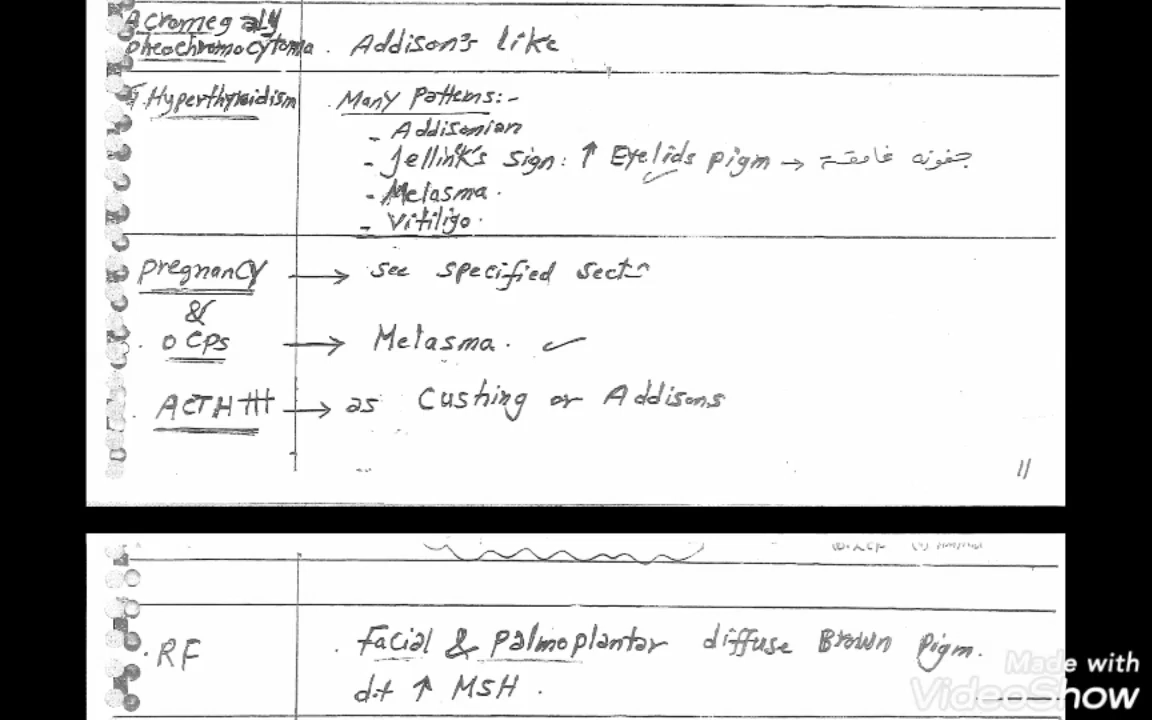 Acromegaly
Pheochromocytoma. Addison's like
Hyperthyroidism . Many Patterns:-
- Addisonian
- Jellink's sign: ↑ Eyelids pigm → جفونه غامقة
- Melasma.
- Vitiligo.
Pregnancy → see specified sect
&
. OCPs → Melasma. ✓
. ACTH ttt → as Cushing or Addisons
11
. RF . Facial & palmoplantar diffuse Brown Pigm.
d.t ↑ MSH.
Made with
VideoShow